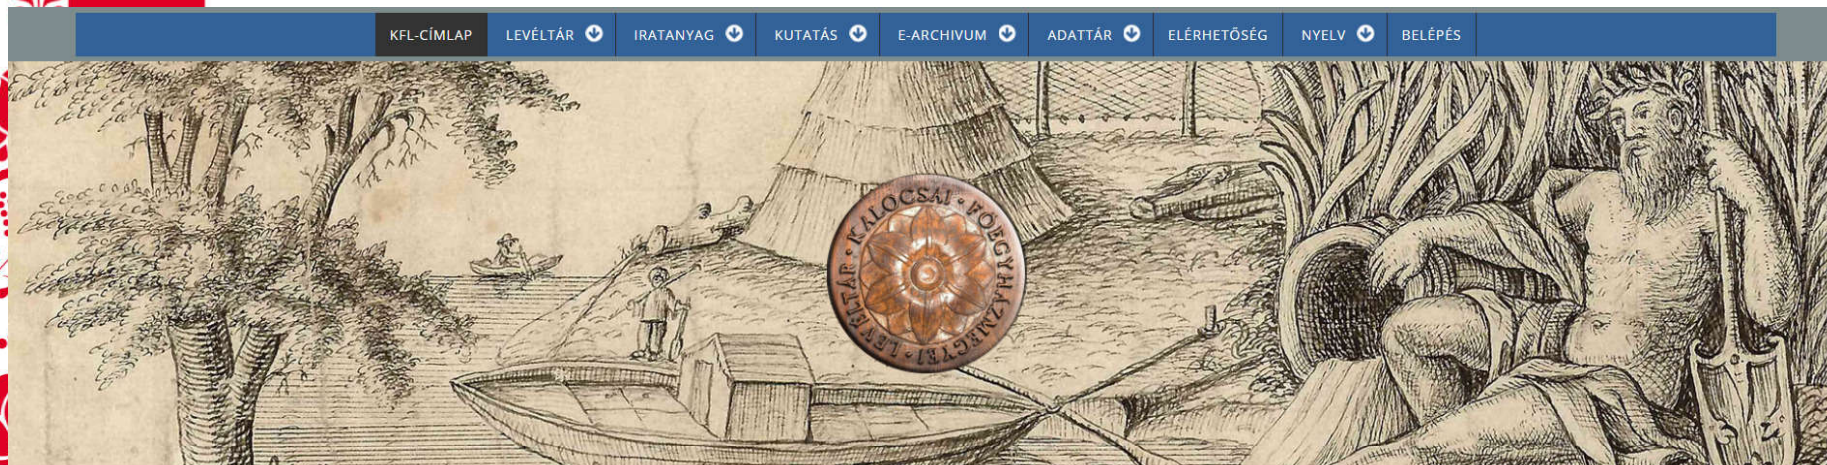 KFL-CÍMLAP LEVÉLTÁR IRATANYAG KUTATÁS E-ARCHIVUM ADATTÁR ELÉRHETŐSÉG NYELV BELÉPÉS
KALOCSAI · FŐEGYHÁZMEGYEI · LEVÉLTÁR ·